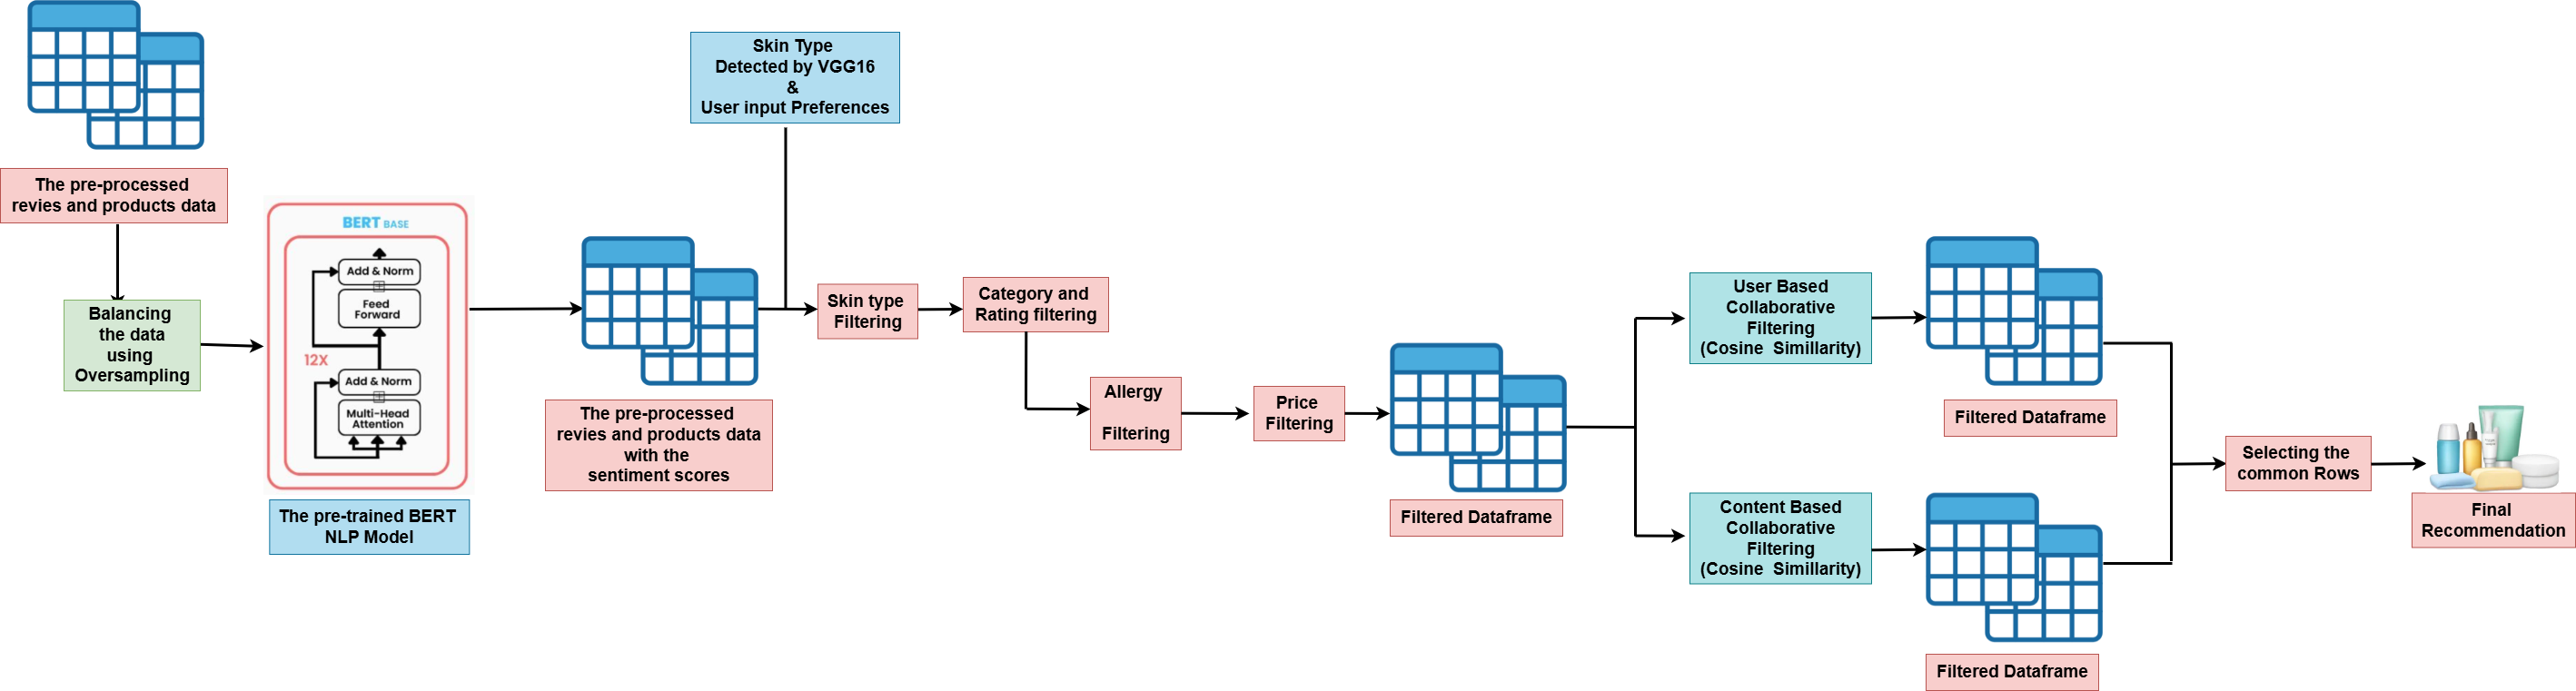 The pre-processed
revies and products data
Balancing
the data
using
Oversampling
BERT BASE
Add & Norm
Feed
Forward
12X
Add & Norm
Multi-Head
Attention
The pre-trained BERT
NLP Model
The pre-processed
revies and products data
with the
sentiment scores
Skin Type
Detected by VGG16
&
User input Preferences
Skin type
Filtering
Category and
Rating filtering
Allergy
Filtering
Price
Filtering
Filtered Dataframe
User Based
Collaborative
Filtering
(Cosine Simillarity)
Filtered Dataframe
Content Based
Collaborative
Filtering
(Cosine Simillarity)
Filtered Dataframe
Selecting the
common Rows
Final
Recommendation